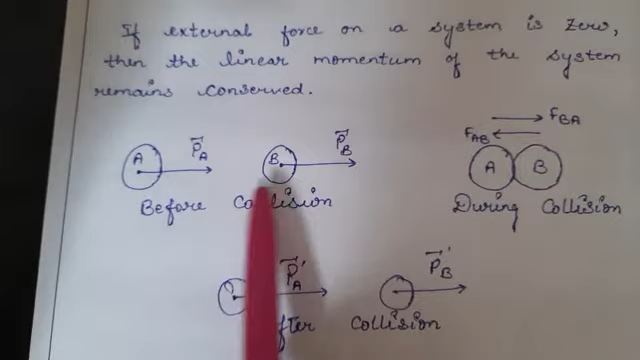 If external force on a system is zero,
then the linear momentum of the system
remains conserved.
F_BA
F_AB
A P⃗_A B P⃗_B A B
Before Collision During Collision
P⃗_A' P⃗_B'
Collision